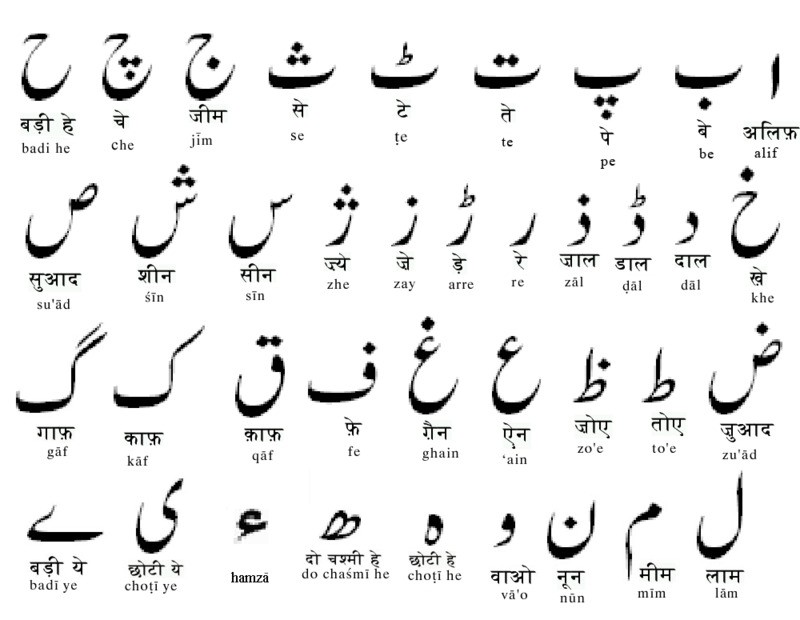 ا ب پ ت ٹ ث ج چ ح
बड़ी हे चे जीम से टे ते पे बे अलिफ़
badi he che jīm se ṭe te pe be alif
خ د ڈ ذ ر ڑ ز ژ س ش ص
सुआद शीन सीन ज़्ये ज़े ड़े रे ज़ाल डाल दाल खे
su'ād śīn sīn zhe zay arre re zāl ḍāl dāl khe
ض ط ظ ع غ ف ق ک گ
गाफ़ काफ़ क़ाफ़ फ़े ग़ैन ऐन ज़ोए तोए ज़ुआद
gāf kāf qāf fe ghain 'ain zo'e to'e zu'ād
ل م ن و ہ ھ ء ی ے
बड़ी ये छोटी ये दो चश्मी हे छोटी हे वाओ नून मीम लाम
badī ye choṭī ye hamzā do chaśmī he choṭī he vā'o nūn mīm lām